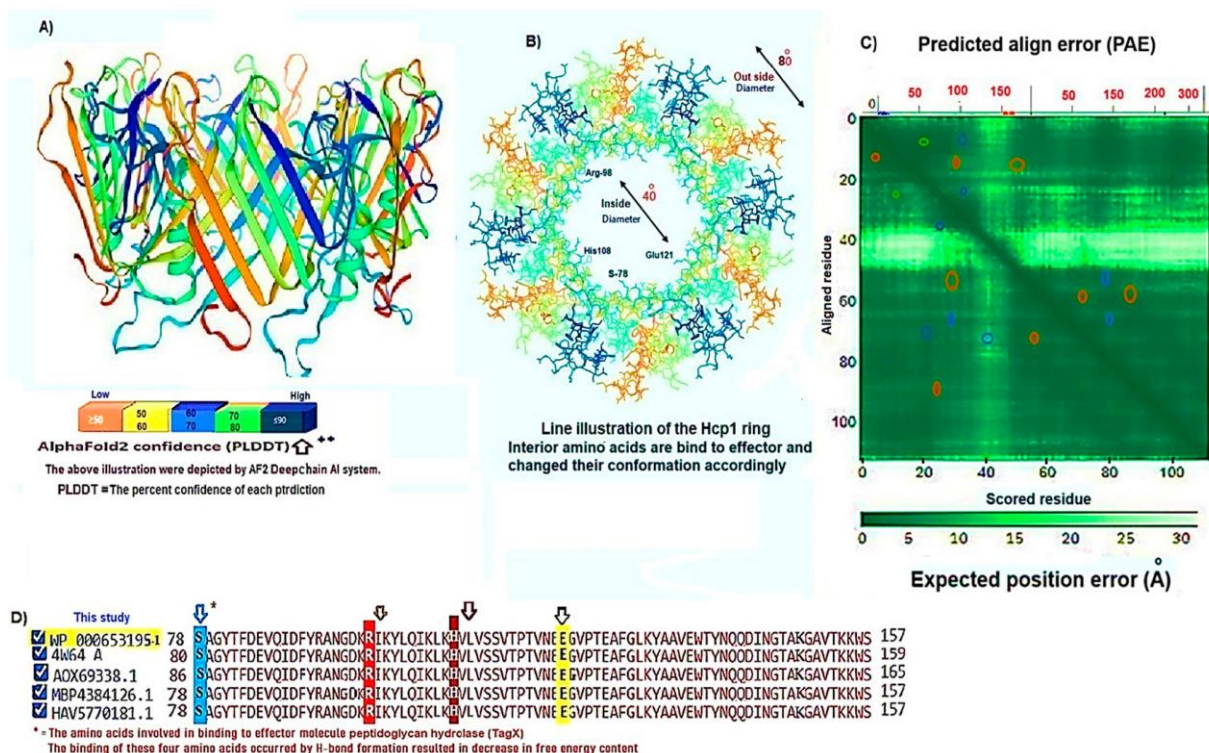 A)
Low
High
≥50
50
60
60
70
70
80
≤90
AlphaFold2 confidence (PLDDT) ++
The above illustration were depicted by AF2 Deepchain AI system.
PLDDT = The percent confidence of each ptrdiction
B)
80
Out side
Diameter
Arg-98
40
Inside
Diameter
His108
Glu121
S-78
Line illustration of the Hcp1 ring
Interior amino acids are bind to effector and
changed their conformation accordingly
C)
Predicted align error (PAE)
0 50 100 150 50 150 200 300
0
20
40
60
80
100
Aligned residue
0 20 40 60 80 100
Scored residue
0 5 10 15 20 25 30
Expected position error (Å)
D)
This study
*
WP_000653195.1 78 SAGYTFDEVQIDFYRANGDKRIKYLQIKLKHVLVSSVTPTVNEEGVPTEAFGLKYAAVEWTYNQQDINGTAKGAVTKKWS 157
4W64_A 80 SAGYTFDEVQIDFYRANGDKRIKYLQIKLKHVLVSSVTPTVNEEGVPTEAFGLKYAAVEWTYNQQDINGTAKGAVTKKWS 159
AOX69338.1 86 SAGYTFDEVQIDFYRANGDKRIKYLQIKLKHVLVSSVTPTVNEEGVPTEAFGLKYAAVEWTYNQQDINGTAKGAVTKKWS 165
MBP4384126.1 78 SAGYTFDEVQIDFYRANGDKRIKYLQIKLKHVLVSSVTPTVNEEGVPTEAFGLKYAAVEWTYNQQDINGTAKGAVTKKWS 157
HAV5770181.1 78 SAGYTFDEVQIDFYRANGDKRIKYLQIKLKHVLVSSVTPTVNEEGVPTEAFGLKYAAVEWTYNQQDINGTAKGAVTKKWS 157
* = The amino acids involved in binding to effector molecule peptidoglycan hydrolase (TagX)
The binding of these four amino acids occurred by H-bond formation resulted in decrease in free energy content